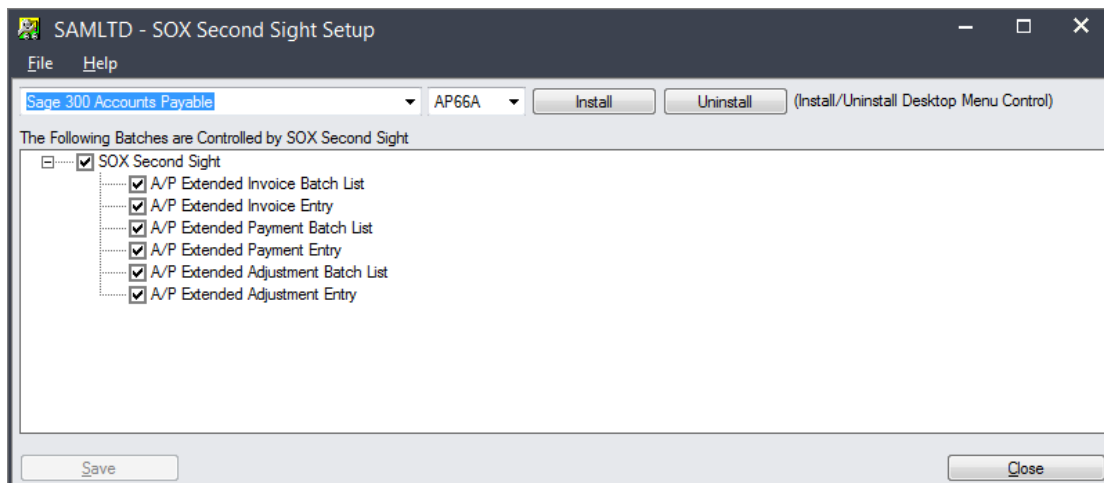 SAMLTD - SOX Second Sight Setup
File Help
Sage 300 Accounts Payable AP66A Install Uninstall (Install/Uninstall Desktop Menu Control)
The Following Batches are Controlled by SOX Second Sight
SOX Second Sight
A/P Extended Invoice Batch List
A/P Extended Invoice Entry
A/P Extended Payment Batch List
A/P Extended Payment Entry
A/P Extended Adjustment Batch List
A/P Extended Adjustment Entry
Save Close